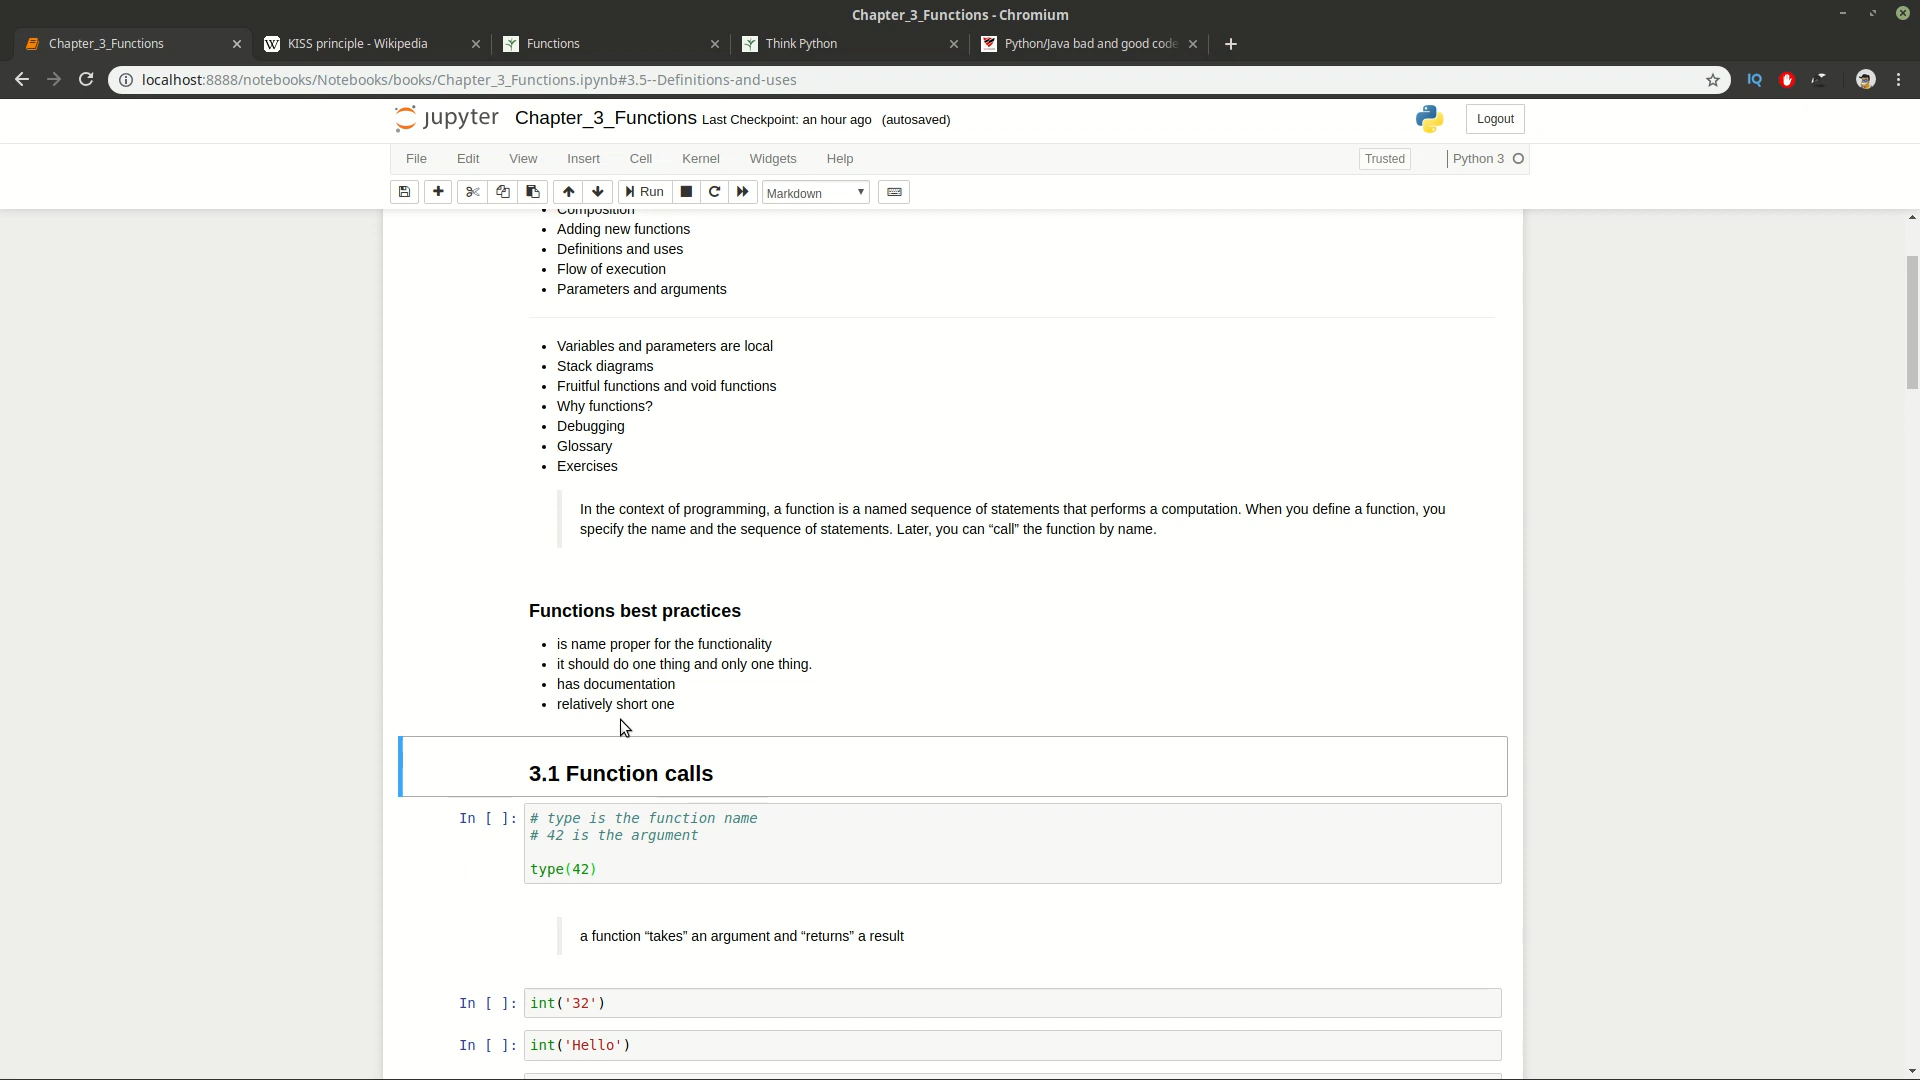 Chapter_3_Functions - Chromium
Chapter_3_Functions
KISS principle - Wikipedia
Functions
Think Python
Python/Java bad and good code
localhost:8888/notebooks/Notebooks/books/Chapter_3_Functions.ipynb#3.5--Definitions-and-uses
IQ
jupyter Chapter_3_Functions Last Checkpoint: an hour ago (autosaved)
Logout
File Edit View Insert Cell Kernel Widgets Help
Trusted Python 3
Run
Markdown
Composition
Adding new functions
Definitions and uses
Flow of execution
Parameters and arguments
Variables and parameters are local
Stack diagrams
Fruitful functions and void functions
Why functions?
Debugging
Glossary
Exercises
In the context of programming, a function is a named sequence of statements that performs a computation. When you define a function, you
specify the name and the sequence of statements. Later, you can “call” the function by name.
Functions best practices
is name proper for the functionality
it should do one thing and only one thing.
has documentation
relatively short one
3.1 Function calls
In [ ]: # type is the function name
# 42 is the argument
type(42)
a function “takes” an argument and “returns” a result
In [ ]: int('32')
In [ ]: int('Hello')